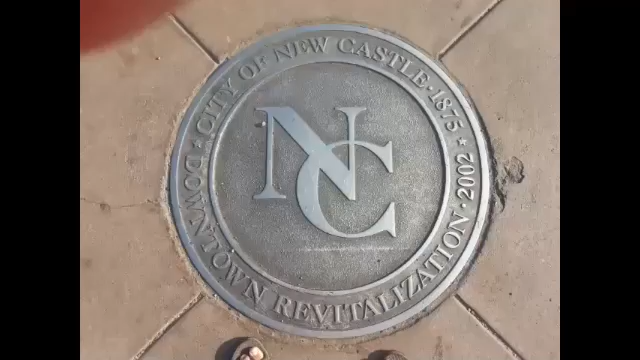 CITY OF NEW CASTLE · 1875
NC
DOWNTOWN REVITALIZATION · 2002